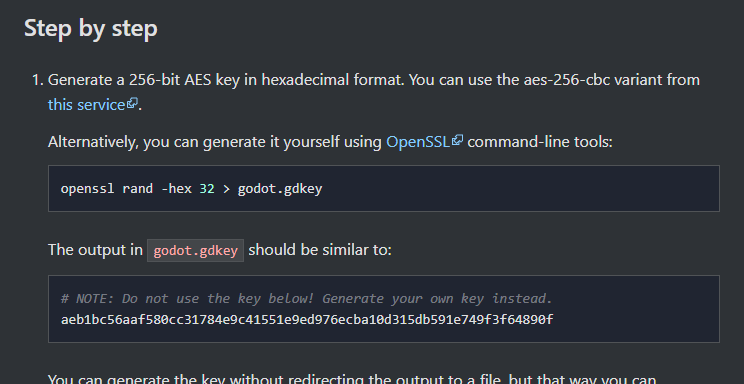 Step by step
1. Generate a 256-bit AES key in hexadecimal format. You can use the aes-256-cbc variant from
this service.
Alternatively, you can generate it yourself using OpenSSL command-line tools:
openssl rand -hex 32 > godot.gdkey
The output in godot.gdkey should be similar to:
# NOTE: Do not use the key below! Generate your own key instead.
aeb1bc56aaf580cc31784e9c41551e9ed976ecba10d315db591e749f3f64890f
You can generate the key without redirecting the output to a file, but that way you can